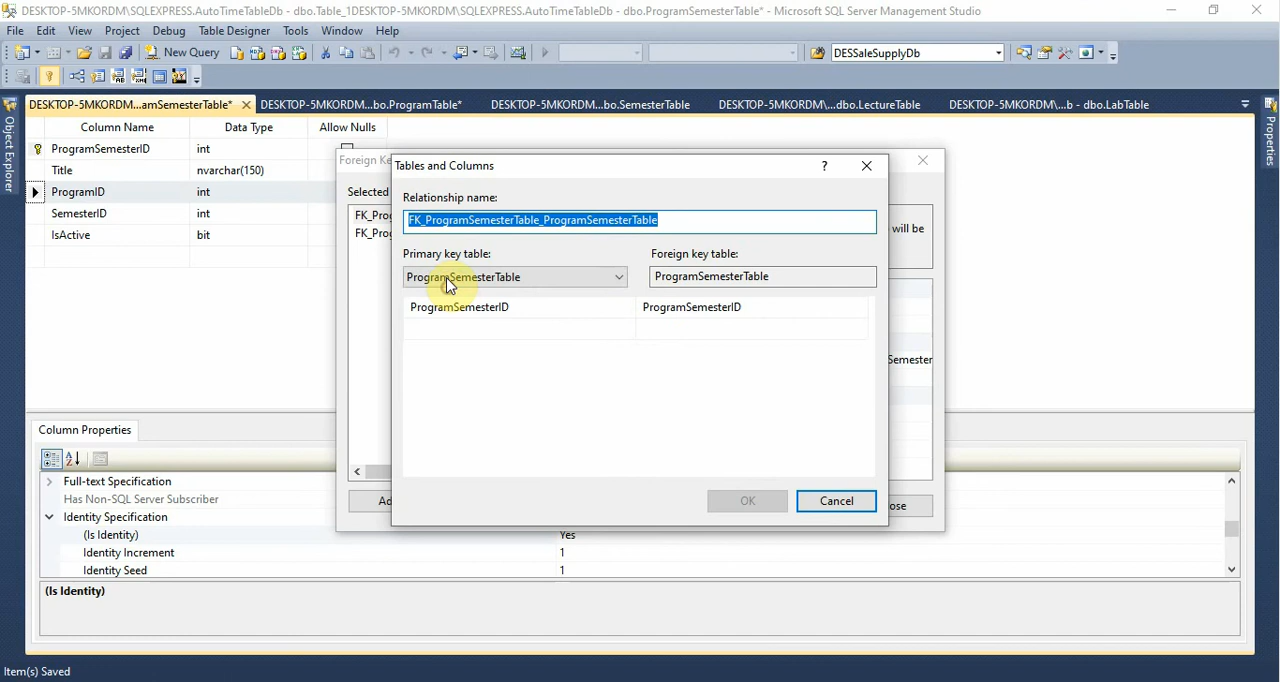 DESKTOP-5MKORDM\SQLEXPRESS.AutoTimeTableDb - dbo.Table_1DESKTOP-5MKORDM\SQLEXPRESS.AutoTimeTableDb - dbo.ProgramSemesterTable* - Microsoft SQL Server Management Studio
File Edit View Project Debug Table Designer Tools Window Help
New Query DESSaleSupplyDb
DESKTOP-5MKORDM...amSemesterTable* DESKTOP-5MKORDM...bo.ProgramTable* DESKTOP-5MKORDM...bo.SemesterTable DESKTOP-5MKORDM\...dbo.LectureTable DESKTOP-5MKORDM\...b - dbo.LabTable
Object Explorer
Properties
Column Name Data Type Allow Nulls
ProgramSemesterID int
Title nvarchar(150)
ProgramID int
SemesterID int
IsActive bit
Foreign Ke
Selected
FK_Prog
FK_Prog
will be
Semester
Ad
ose
Tables and Columns ?
Relationship name:
FK_ProgramSemesterTable_ProgramSemesterTable
Primary key table: Foreign key table:
ProgramSemesterTable ProgramSemesterTable
ProgramSemesterID ProgramSemesterID
OK Cancel
Column Properties
Full-text Specification
Has Non-SQL Server Subscriber
Identity Specification
(Is Identity) Yes
Identity Increment 1
Identity Seed 1
(Is Identity)
Item(s) Saved